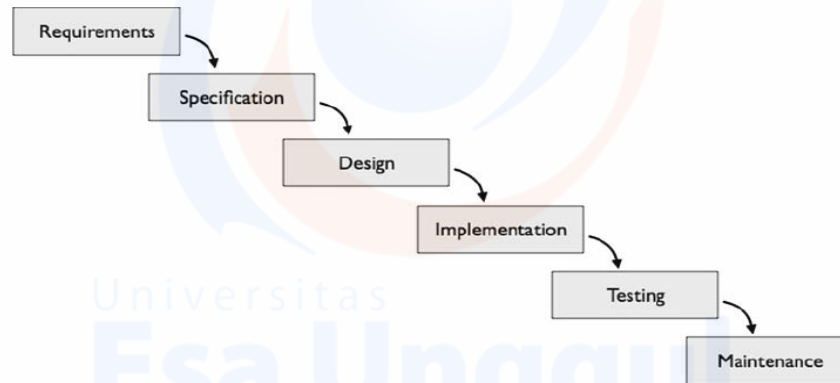 Requirements
Specification
Design
Implementation
Universitas
Testing
Esa Unggul
Maintenance